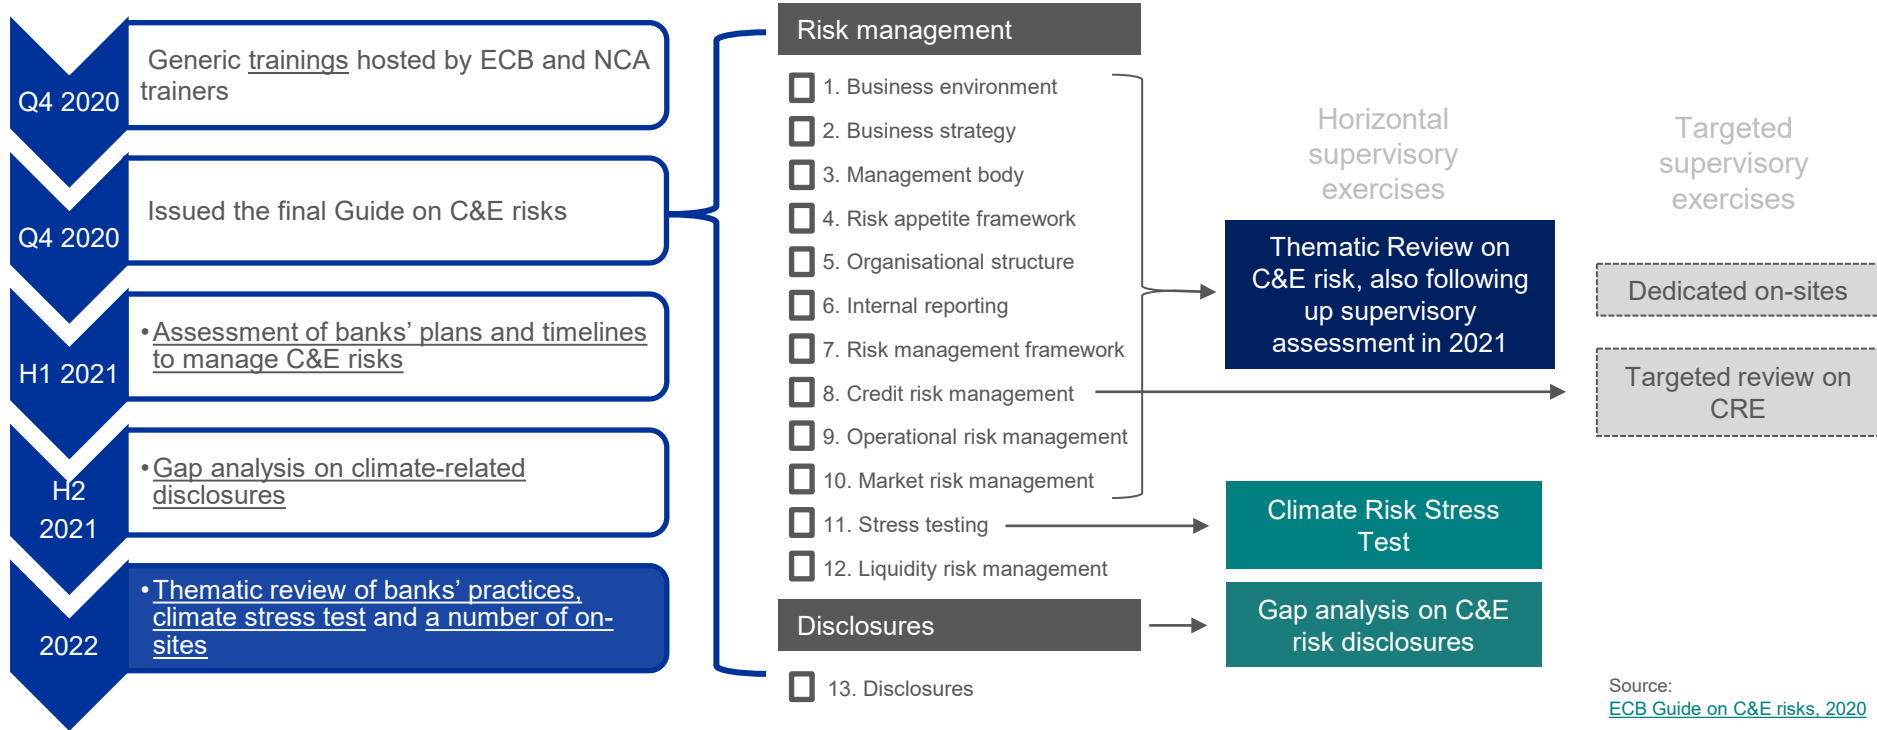 Q4 2020
Generic trainings hosted by ECB and NCA
trainers
Q4 2020
Issued the final Guide on C&E risks
H1 2021
•Assessment of banks’ plans and timelines
to manage C&E risks
H2
2021
•Gap analysis on climate-related
disclosures
2022
•Thematic review of banks’ practices,
climate stress test and a number of on-
sites
Risk management
1. Business environment
2. Business strategy
3. Management body
4. Risk appetite framework
5. Organisational structure
6. Internal reporting
7. Risk management framework
8. Credit risk management
9. Operational risk management
10. Market risk management
11. Stress testing
12. Liquidity risk management
Disclosures
13. Disclosures
Horizontal
supervisory
exercises
Thematic Review on
C&E risk, also following
up supervisory
assessment in 2021
Climate Risk Stress
Test
Gap analysis on C&E
risk disclosures
Targeted
supervisory
exercises
Dedicated on-sites
Targeted review on
CRE
Source:
ECB Guide on C&E risks, 2020